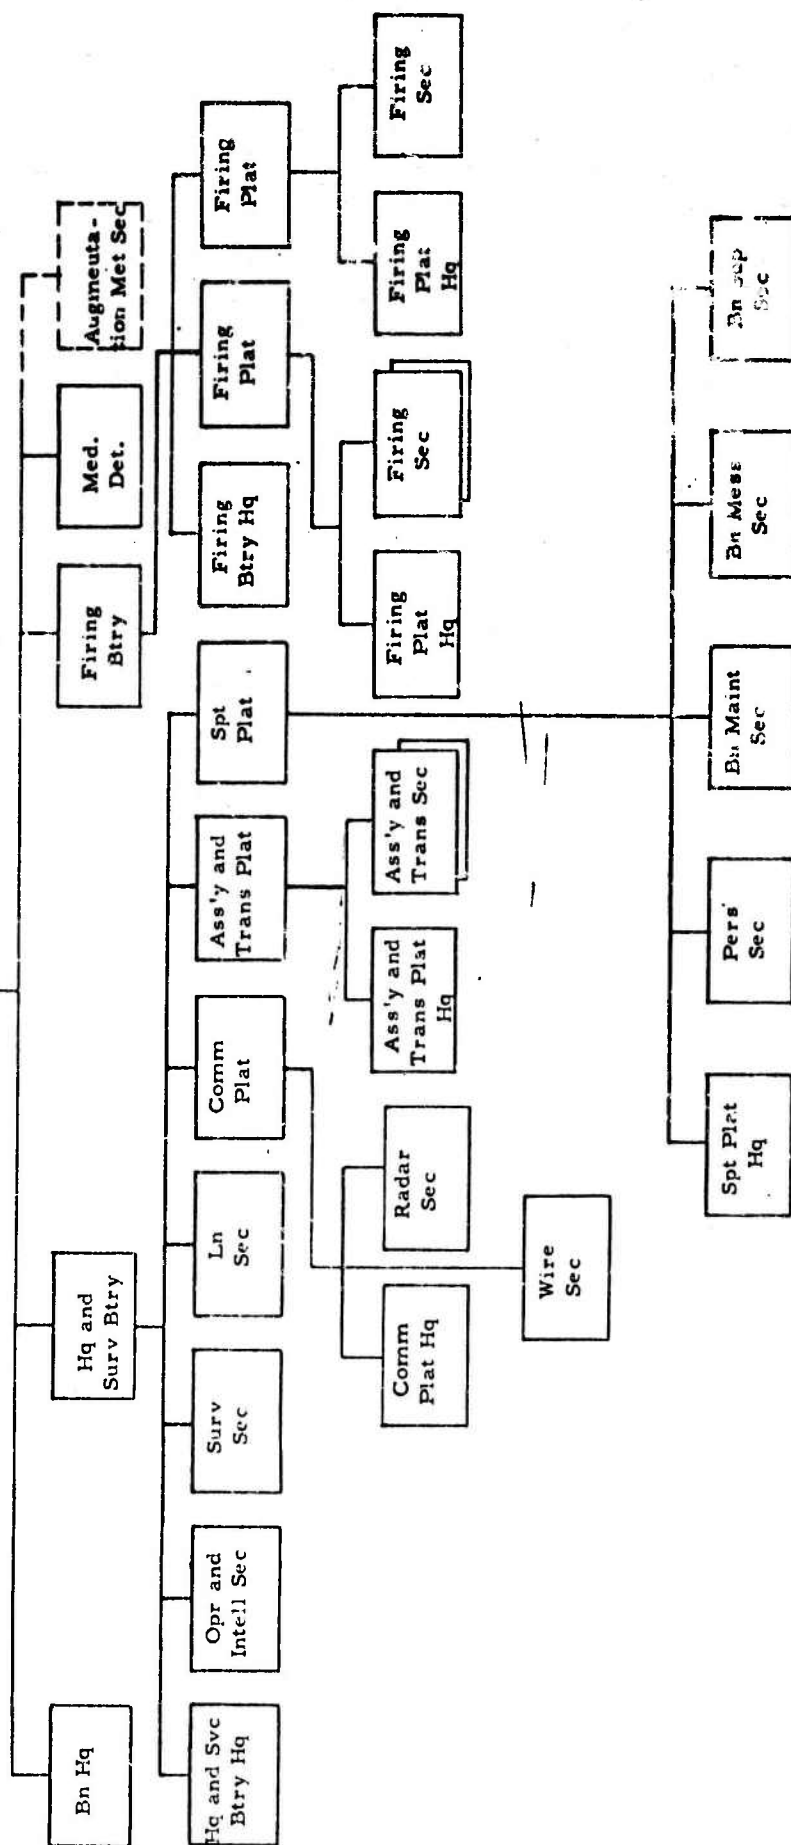 Bn Hq
Hq and
Surv Btry
Firing
Btry
Med.
Det.
Augmeuta-
tion Met Sec
Hq and Svc
Btry Hq
Opr and
Intell Sec
Surv
Sec
Ln
Sec
Comm
Plat
Ass'y and
Trans Plat
Spt
Plat
Firing
Btry Hq
Firing
Plat
Firing
Plat
Comm
Plat Hq
Radar
Sec
Ass'y and
Trans Plat
Hq
Ass'y and
Trans Sec
Firing
Plat
Hq
Firing
Sec
Firing
Plat
Hq
Firing
Sec
Wire
Sec
Spt Plat
Hq
Pers
Sec
Bn Maint
Sec
Bn Mess
Sec
Bn
Sec